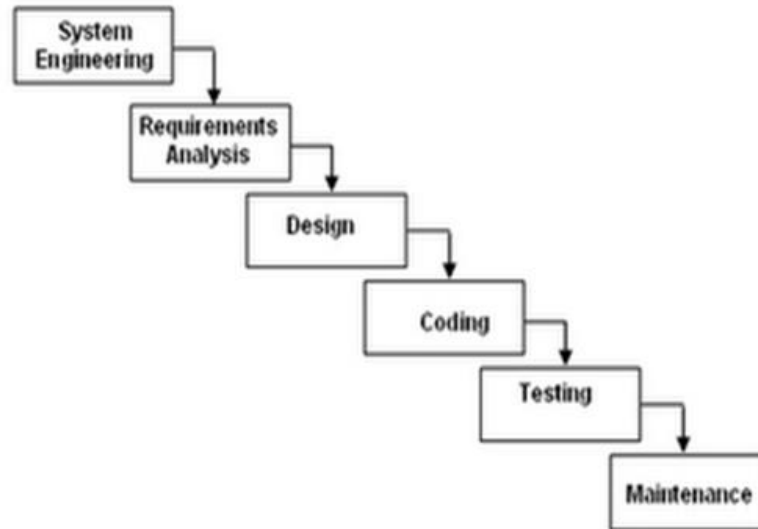 System
Engineering
Requirements
Analysis
Design
Coding
Testing
Maintenance